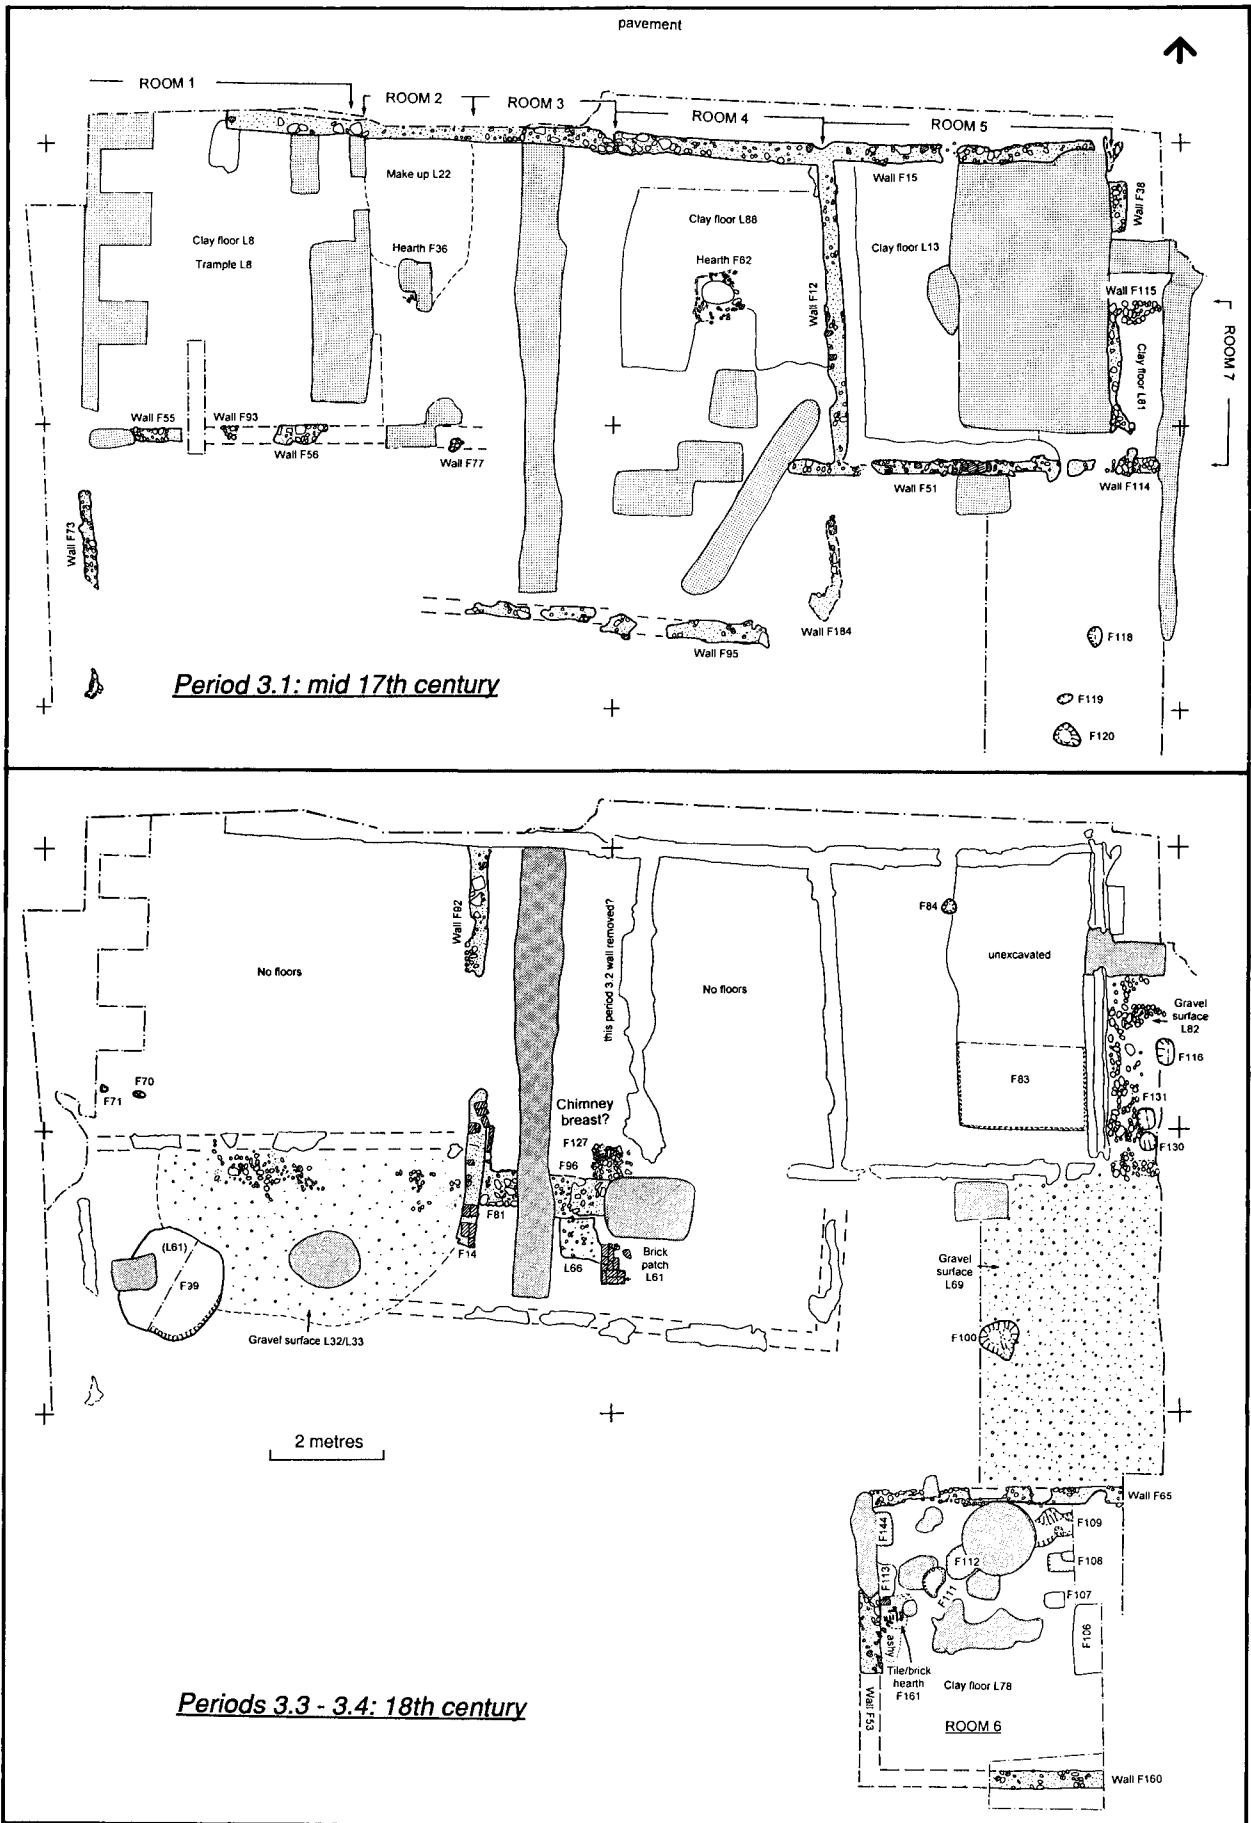 pavement
ROOM 1
ROOM 2
ROOM 3
ROOM 4
ROOM 5
Make up L22
Wall F15
Wall F38
Clay floor L8
Trample L8
Hearth F36
Clay floor L88
Hearth F62
Wall F12
Clay floor L13
Wall F115
Clay floor L81
ROOM 7
Wall F55
Wall F93
Wall F56
Wall F77
Wall F51
Wall F114
Wall F73
Wall F184
Wall F95
F118
F119
F120
Period 3.1: mid 17th century
Wall F92
this period 3.2 wall removed?
F84
No floors
No floors
unexcavated
Gravel
surface
L82
F116
F83
F70
F71
Chimney
breast?
F127
F96
F131
F130
F81
F14
L66
Brick
patch
L61
(L61)
F99
Gravel surface L32/L33
Gravel
surface
L69
F100
2 metres
Wall F65
F144
F109
F112
F108
F113
F111
F107
F106
ashy
Tile/brick
hearth
F161
Clay floor L78
Wall F53
ROOM 6
Wall F160
Periods 3.3 - 3.4: 18th century